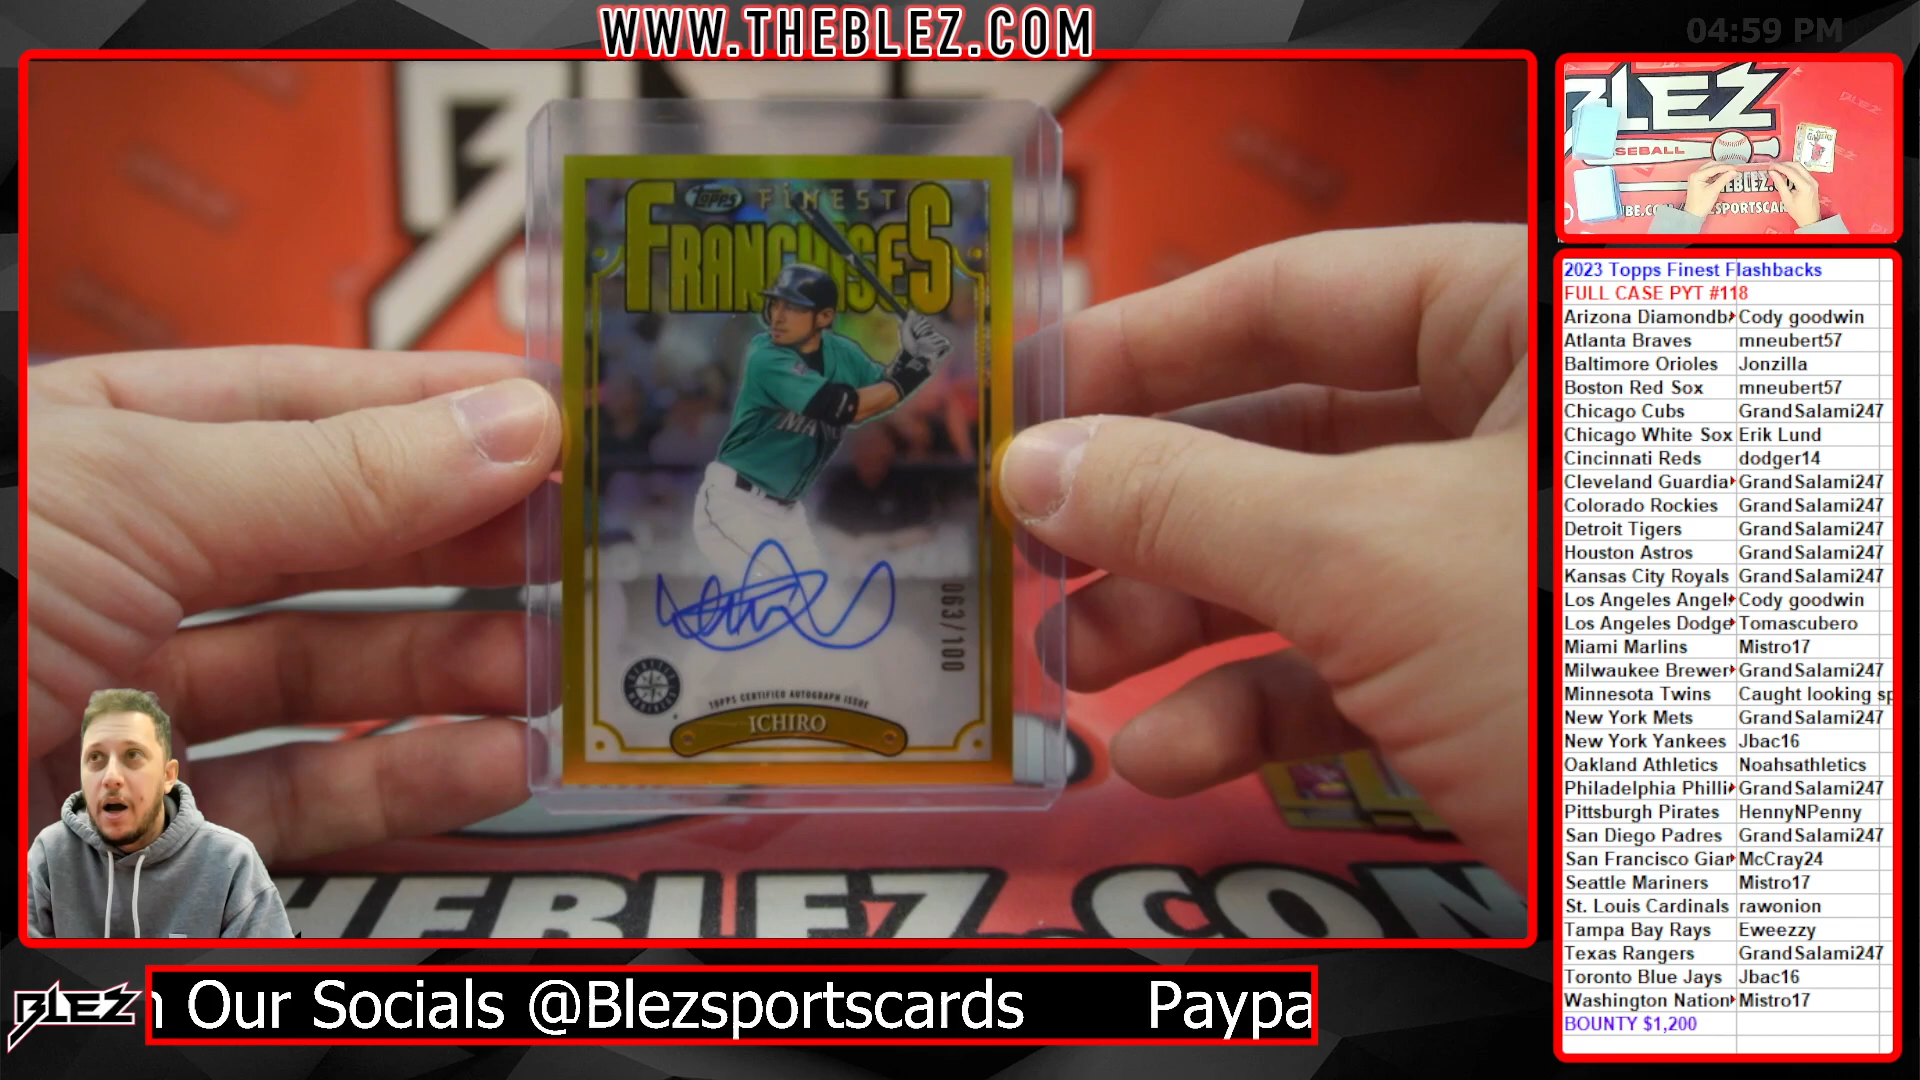 WWW.THEBLEZ.COM
04:59 PM
Topps FINEST
FRANCHISES
063/100
TOPPS CERTIFIED AUTOGRAPH ISSUE
ICHIRO
THEBLEZ.COM
BLEZ
BASEBALL
2023 Topps Finest Flashbacks
FULL CASE PYT #118
Arizona Diamondb Cody goodwin
Atlanta Braves mneubert57
Baltimore Orioles Jonzilla
Boston Red Sox mneubert57
Chicago Cubs GrandSalami247
Chicago White Sox Erik Lund
Cincinnati Reds dodger14
Cleveland Guardia GrandSalami247
Colorado Rockies GrandSalami247
Detroit Tigers GrandSalami247
Houston Astros GrandSalami247
Kansas City Royals GrandSalami247
Los Angeles Angel Cody goodwin
Los Angeles Dodge Tomascubero
Miami Marlins Mistro17
Milwaukee Brewer GrandSalami247
Minnesota Twins Caught looking sp
New York Mets GrandSalami247
New York Yankees Jbac16
Oakland Athletics Noahsathletics
Philadelphia Philli GrandSalami247
Pittsburgh Pirates HennyNPenny
San Diego Padres GrandSalami247
San Francisco Giar McCray24
Seattle Mariners Mistro17
St. Louis Cardinals rawonion
Tampa Bay Rays Eweezzy
Texas Rangers GrandSalami247
Toronto Blue Jays Jbac16
Washington Nation Mistro17
BOUNTY $1,200
BLEZ
n Our Socials @Blezsportscards Paypa